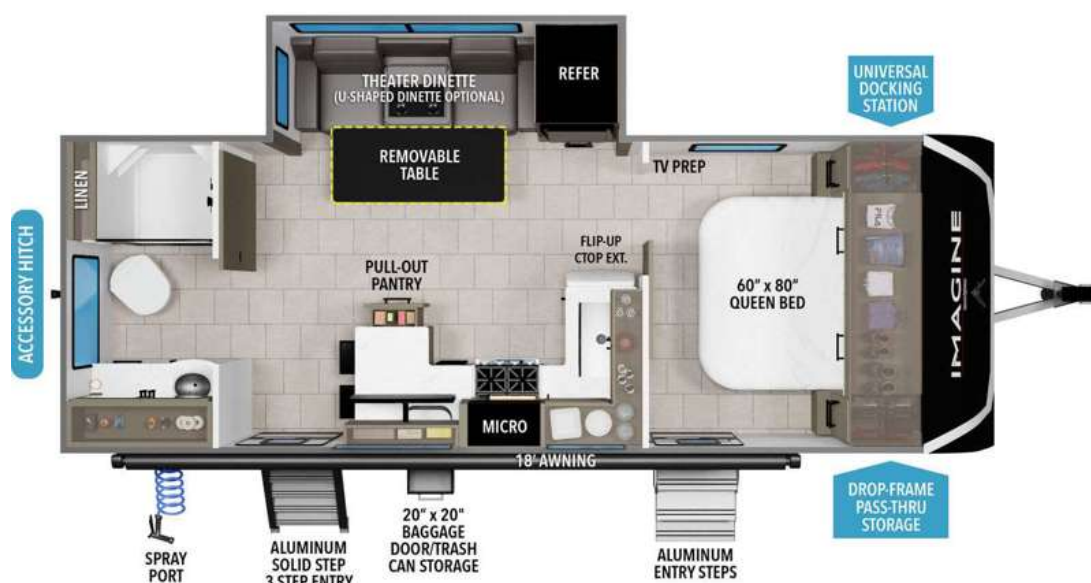 THEATER DINETTE
(U-SHAPED DINETTE OPTIONAL)
REFER
UNIVERSAL
DOCKING
STATION
REMOVABLE
TABLE
TV PREP
LINEN
ACCESSORY HITCH
PULL-OUT
PANTRY
FLIP-UP
CTOP EXT.
60" x 80"
QUEEN BED
IMAGINE
MICRO
18' AWNING
SPRAY
PORT
ALUMINUM
SOLID STEP
3 STEP ENTRY
20" x 20"
BAGGAGE
DOOR/TRASH
CAN STORAGE
ALUMINUM
ENTRY STEPS
DROP-FRAME
PASS-THRU
STORAGE